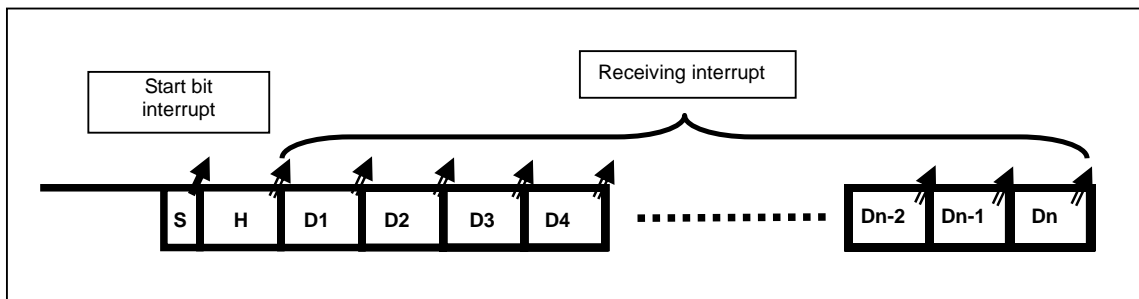 Start bit
interrupt
Receiving interrupt
S H D1 D2 D3 D4 Dn-2 Dn-1 Dn